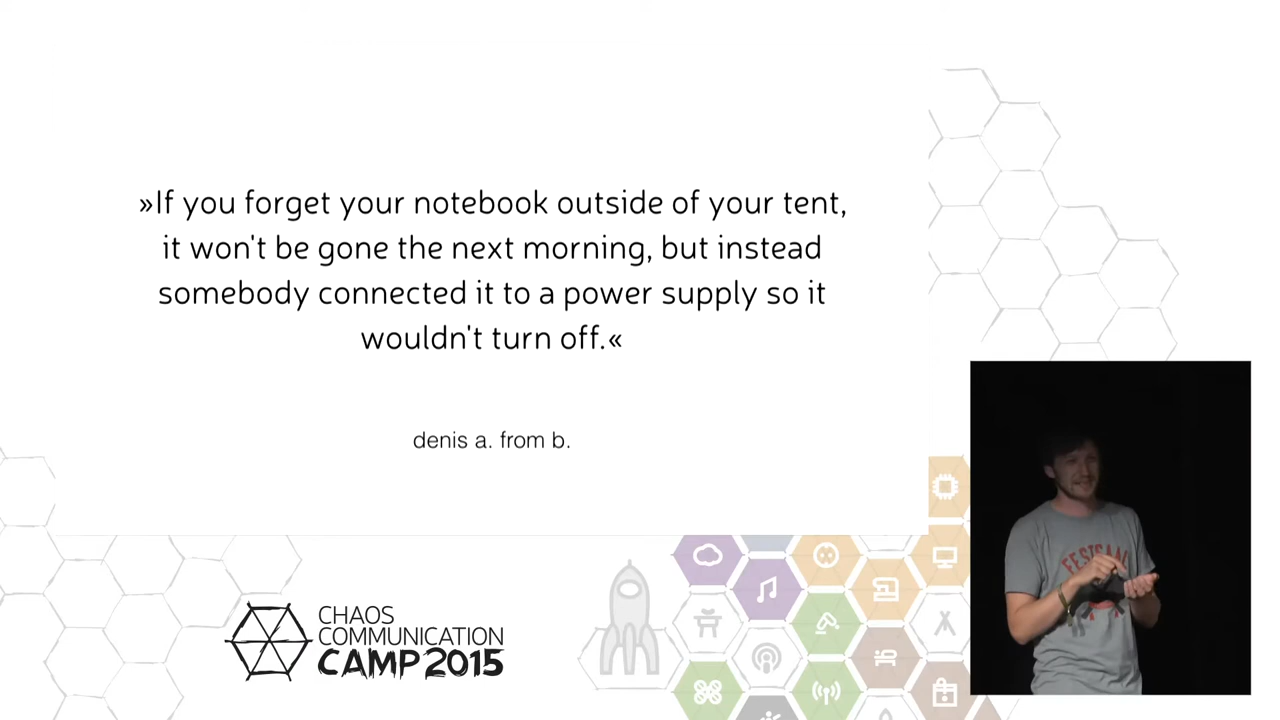 »If you forget your notebook outside of your tent,
it won't be gone the next morning, but instead
somebody connected it to a power supply so it
wouldn't turn off.«
denis a. from b.
CHAOS
COMMUNICATION
CAMP 2015